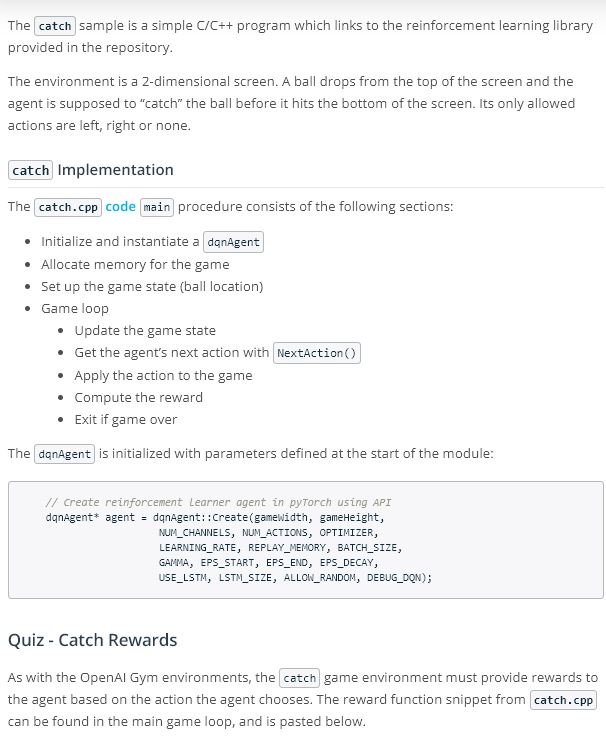 The catch sample is a simple C/C++ program which links to the reinforcement learning library
provided in the repository.
The environment is a 2-dimensional screen. A ball drops from the top of the screen and the
agent is supposed to “catch” the ball before it hits the bottom of the screen. Its only allowed
actions are left, right or none.
catch Implementation
The catch.cpp code main procedure consists of the following sections:
• Initialize and instantiate a dqnAgent
• Allocate memory for the game
• Set up the game state (ball location)
• Game loop
• Update the game state
• Get the agent’s next action with NextAction()
• Apply the action to the game
• Compute the reward
• Exit if game over
The dqnAgent is initialized with parameters defined at the start of the module:
// Create reinforcement learner agent in pyTorch using API
dqnAgent* agent = dqnAgent::Create(gameWidth, gameHeight,
NUM_CHANNELS, NUM_ACTIONS, OPTIMIZER,
LEARNING_RATE, REPLAY_MEMORY, BATCH_SIZE,
GAMMA, EPS_START, EPS_END, EPS_DECAY,
USE_LSTM, LSTM_SIZE, ALLOW_RANDOM, DEBUG_DQN);
Quiz - Catch Rewards
As with the OpenAI Gym environments, the catch game environment must provide rewards to
the agent based on the action the agent chooses. The reward function snippet from catch.cpp
can be found in the main game loop, and is pasted below.